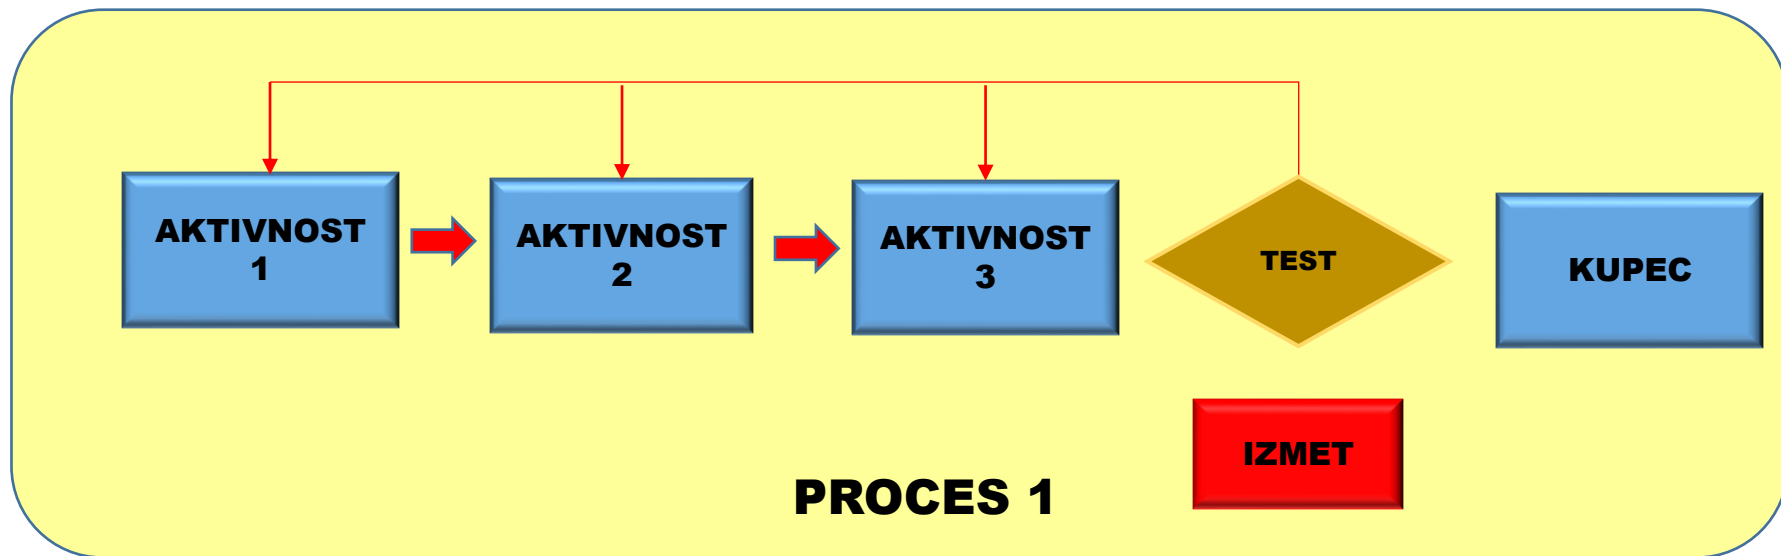 AKTIVNOST
1
AKTIVNOST
2
AKTIVNOST
3
TEST
KUPEC
IZMET
PROCES 1